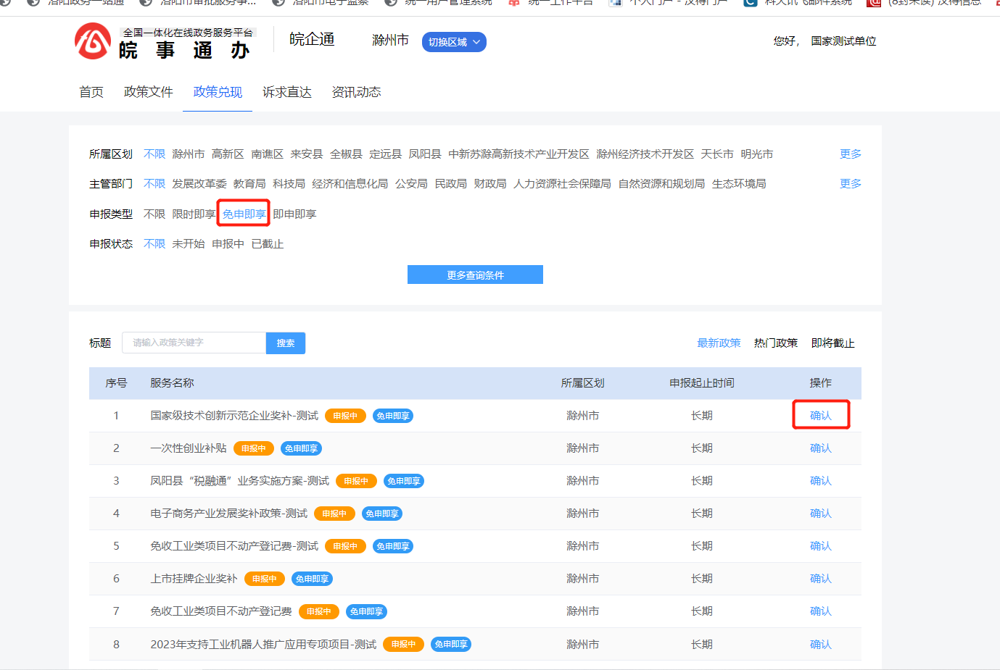 洛阳政务一站通 洛阳市审批服务事... 洛阳市电子监察 统一用户管理系统 统一工作平台 个人门户 - 汉得门户 科大讯飞邮件系统 (8封未读) 汉得信息
全国一体化在线政务服务平台
皖事通办
皖企通 滁州市 切换区域
您好, 国家测试单位
首页 政策文件 政策兑现 诉求直达 资讯动态
所属区划 不限 滁州市 高新区 南谯区 来安县 全椒县 定远县 凤阳县 中新苏滁高新技术产业开发区 滁州经济技术开发区 天长市 明光市 更多
主管部门 不限 发展改革委 教育局 科技局 经济和信息化局 公安局 民政局 财政局 人力资源社会保障局 自然资源和规划局 生态环境局 更多
申报类型 不限 限时即享 免申即享 即申即享
申报状态 不限 未开始 申报中 已截止
更多查询条件
标题 请输入政策关键字 搜索 最新政策 热门政策 即将截止
序号 服务名称 所属区划 申报起止时间 操作
1 国家级技术创新示范企业奖补-测试 申报中 免申即享 滁州市 长期 确认
2 一次性创业补贴 申报中 免申即享 滁州市 长期 确认
3 凤阳县“税融通”业务实施方案-测试 申报中 免申即享 滁州市 长期 确认
4 电子商务产业发展奖补政策-测试 申报中 免申即享 滁州市 长期 确认
5 免收工业类项目不动产登记费-测试 申报中 免申即享 滁州市 长期 确认
6 上市挂牌企业奖补 申报中 免申即享 滁州市 长期 确认
7 免收工业类项目不动产登记费 申报中 免申即享 滁州市 长期 确认
8 2023年支持工业机器人推广应用专项项目-测试 申报中 免申即享 滁州市 长期 确认